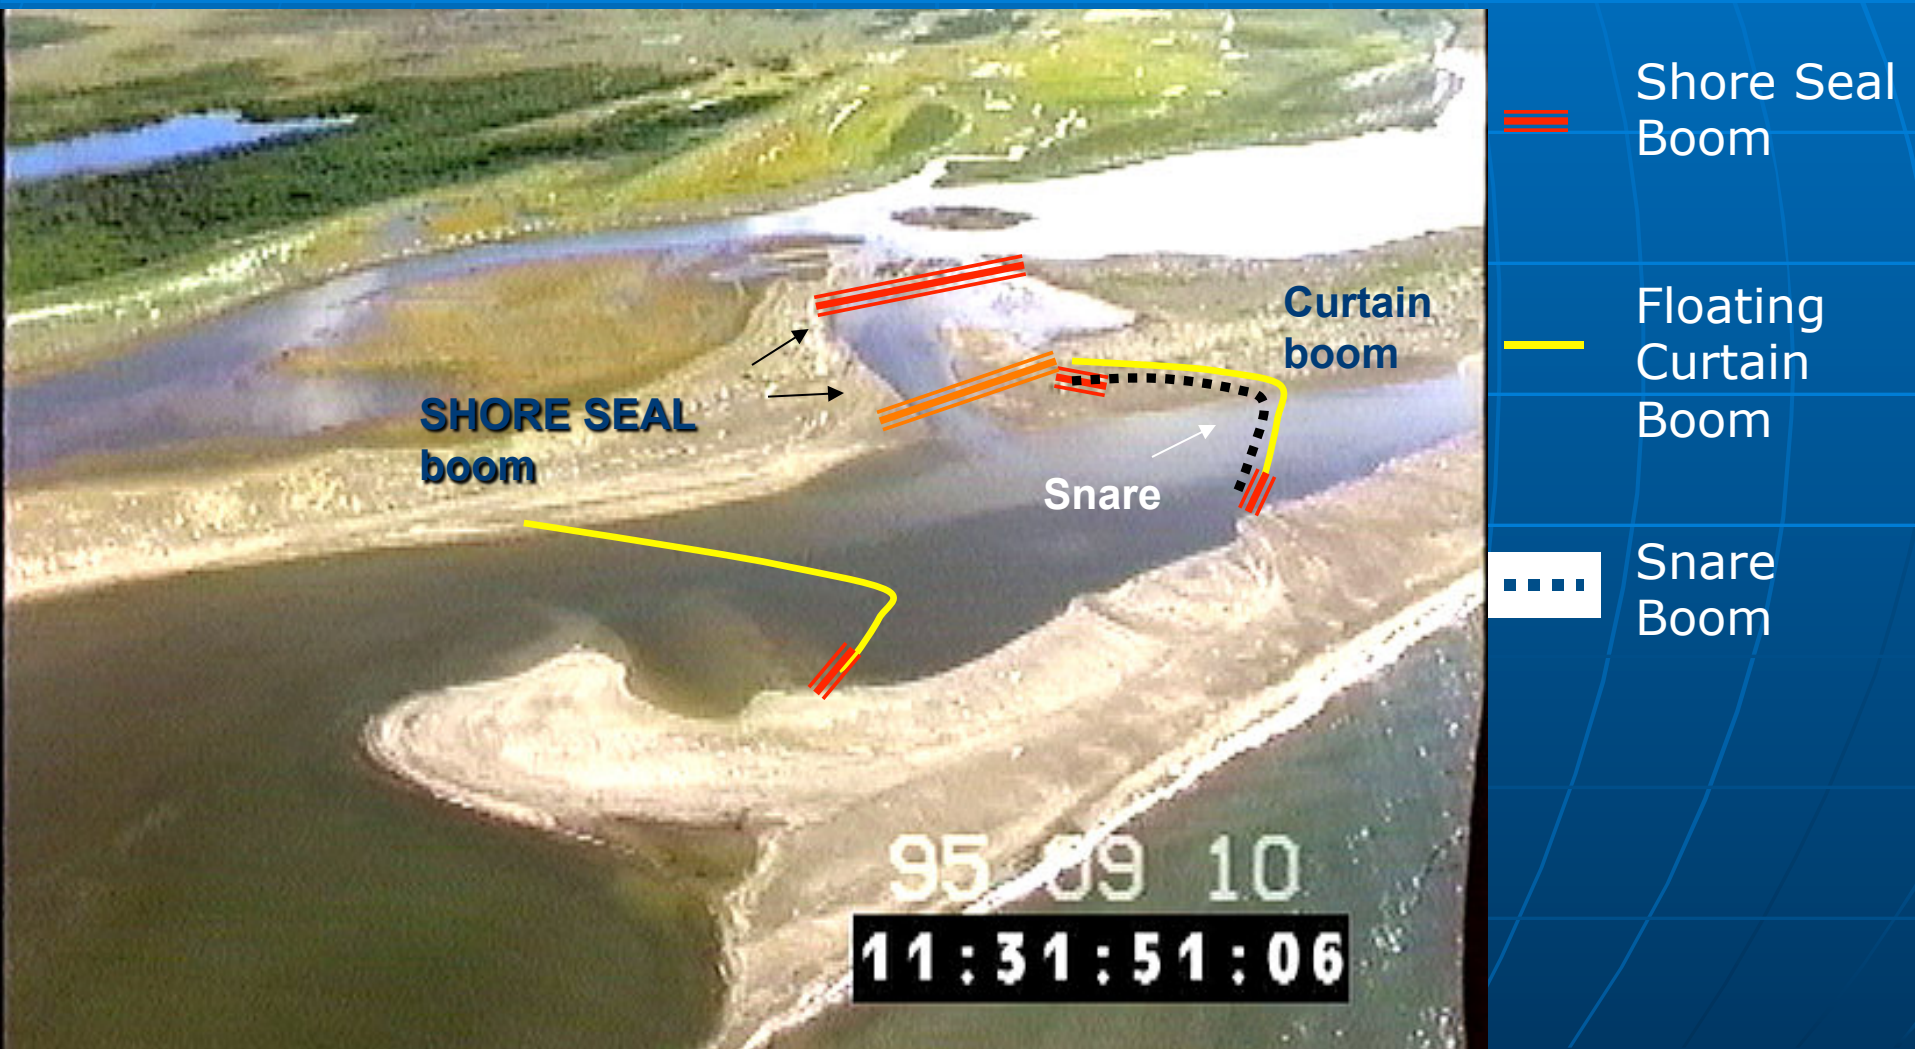 Curtain
boom
SHORE SEAL
boom
Snare
95 09 10
11:31:51:06
Shore Seal
Boom
Floating
Curtain
Boom
Snare
Boom